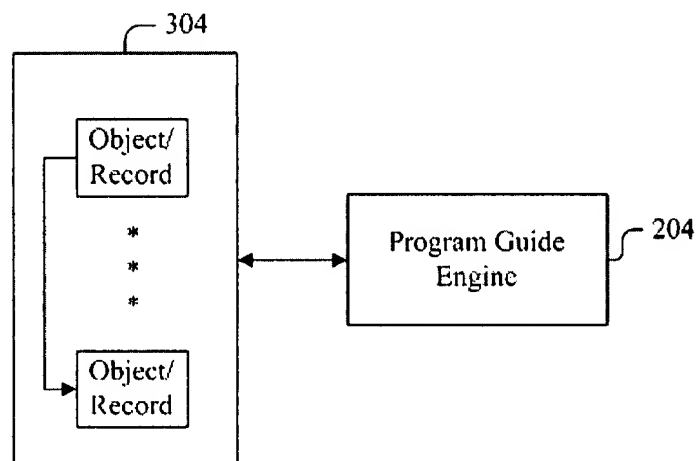 304
Object/
Record
*
*
*
Object/
Record
Program Guide
Engine
204